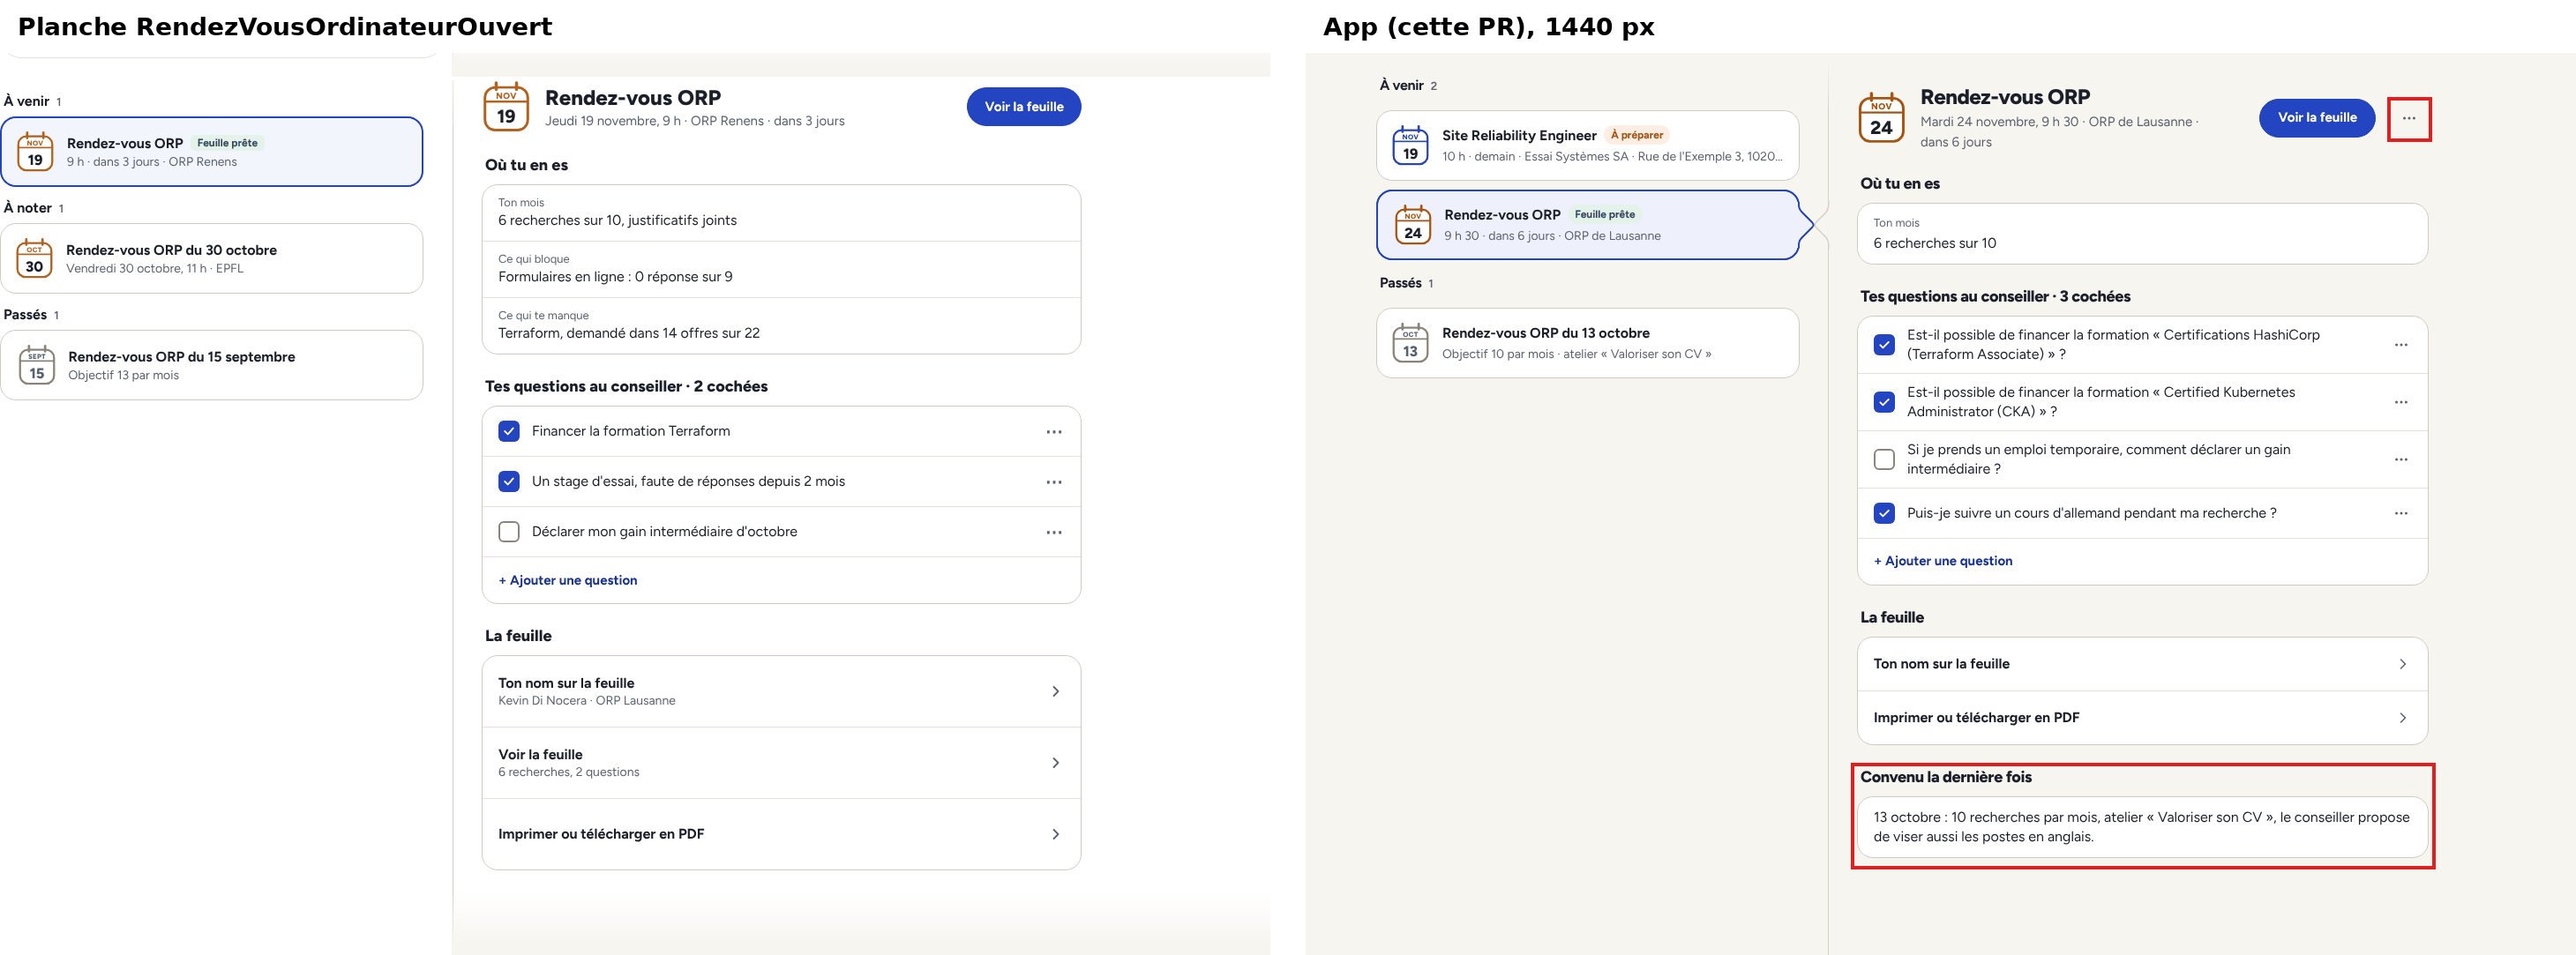 Planche RendezVousOrdinateurOuvert
À venir 1
NOV
19
Rendez-vous ORP Feuille prête
9 h · dans 3 jours · ORP Renens
À noter 1
OCT
30
Rendez-vous ORP du 30 octobre
Vendredi 30 octobre, 11 h · EPFL
Passés 1
SEPT
15
Rendez-vous ORP du 15 septembre
Objectif 13 par mois
NOV
19
Rendez-vous ORP
Jeudi 19 novembre, 9 h · ORP Renens · dans 3 jours
Voir la feuille
Où tu en es
Ton mois
6 recherches sur 10, justificatifs joints
Ce qui bloque
Formulaires en ligne : 0 réponse sur 9
Ce qui te manque
Terraform, demandé dans 14 offres sur 22
Tes questions au conseiller · 2 cochées
Financer la formation Terraform
Un stage d'essai, faute de réponses depuis 2 mois
Déclarer mon gain intermédiaire d'octobre
+ Ajouter une question
La feuille
Ton nom sur la feuille
Kevin Di Nocera · ORP Lausanne
Voir la feuille
6 recherches, 2 questions
Imprimer ou télécharger en PDF
App (cette PR), 1440 px
À venir 2
NOV
19
Site Reliability Engineer À préparer
10 h · demain · Essai Systèmes SA · Rue de l'Exemple 3, 1020...
NOV
24
Rendez-vous ORP Feuille prête
9 h 30 · dans 6 jours · ORP de Lausanne
Passés 1
OCT
13
Rendez-vous ORP du 13 octobre
Objectif 10 par mois · atelier « Valoriser son CV »
NOV
24
Rendez-vous ORP
Mardi 24 novembre, 9 h 30 · ORP de Lausanne ·
dans 6 jours
Voir la feuille
Où tu en es
Ton mois
6 recherches sur 10
Tes questions au conseiller · 3 cochées
Est-il possible de financer la formation « Certifications HashiCorp
(Terraform Associate) » ?
Est-il possible de financer la formation « Certified Kubernetes
Administrator (CKA) » ?
Si je prends un emploi temporaire, comment déclarer un gain
intermédiaire ?
Puis-je suivre un cours d'allemand pendant ma recherche ?
+ Ajouter une question
La feuille
Ton nom sur la feuille
Imprimer ou télécharger en PDF
Convenu la dernière fois
13 octobre : 10 recherches par mois, atelier « Valoriser son CV », le conseiller propose
de viser aussi les postes en anglais.